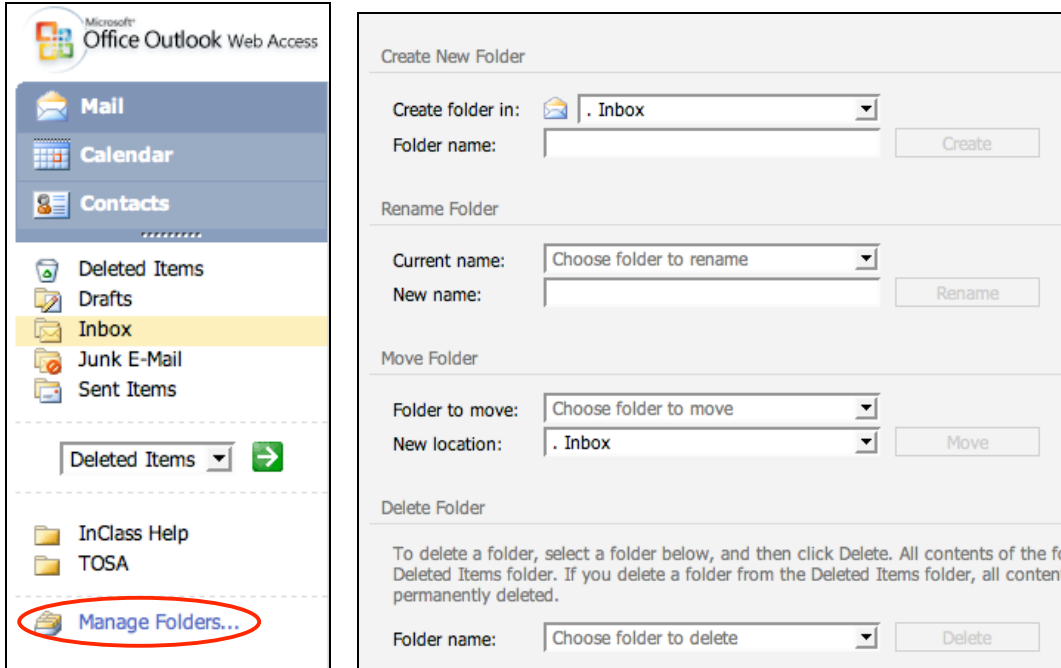 Microsoft
Office Outlook Web Access
Mail
Calendar
Contacts
Deleted Items
Drafts
Inbox
Junk E-Mail
Sent Items
Deleted Items
InClass Help
TOSA
Manage Folders...
Create New Folder
Create folder in: . Inbox
Folder name: Create
Rename Folder
Current name: Choose folder to rename
New name: Rename
Move Folder
Folder to move: Choose folder to move
New location: . Inbox Move
Delete Folder
To delete a folder, select a folder below, and then click Delete. All contents of the fo
Deleted Items folder. If you delete a folder from the Deleted Items folder, all conten
permanently deleted.
Folder name: Choose folder to delete Delete